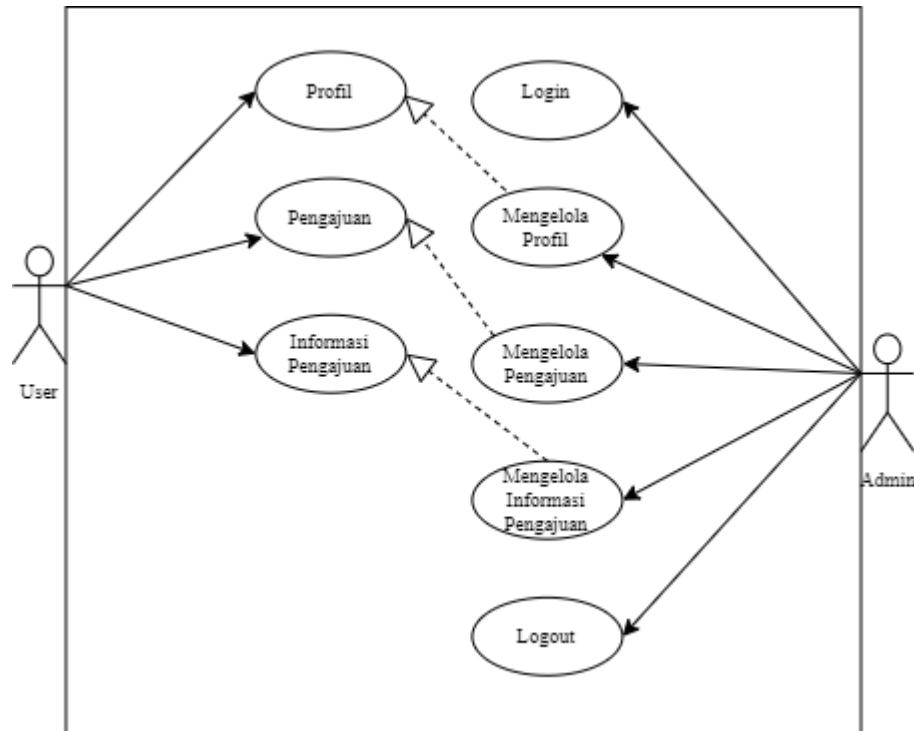 Profil
Login
Pengajuan
Mengelola
Profil
Informasi
Pengajuan
Mengelola
Pengajuan
User
Mengelola
Informasi
Pengajuan
Admin
Logout